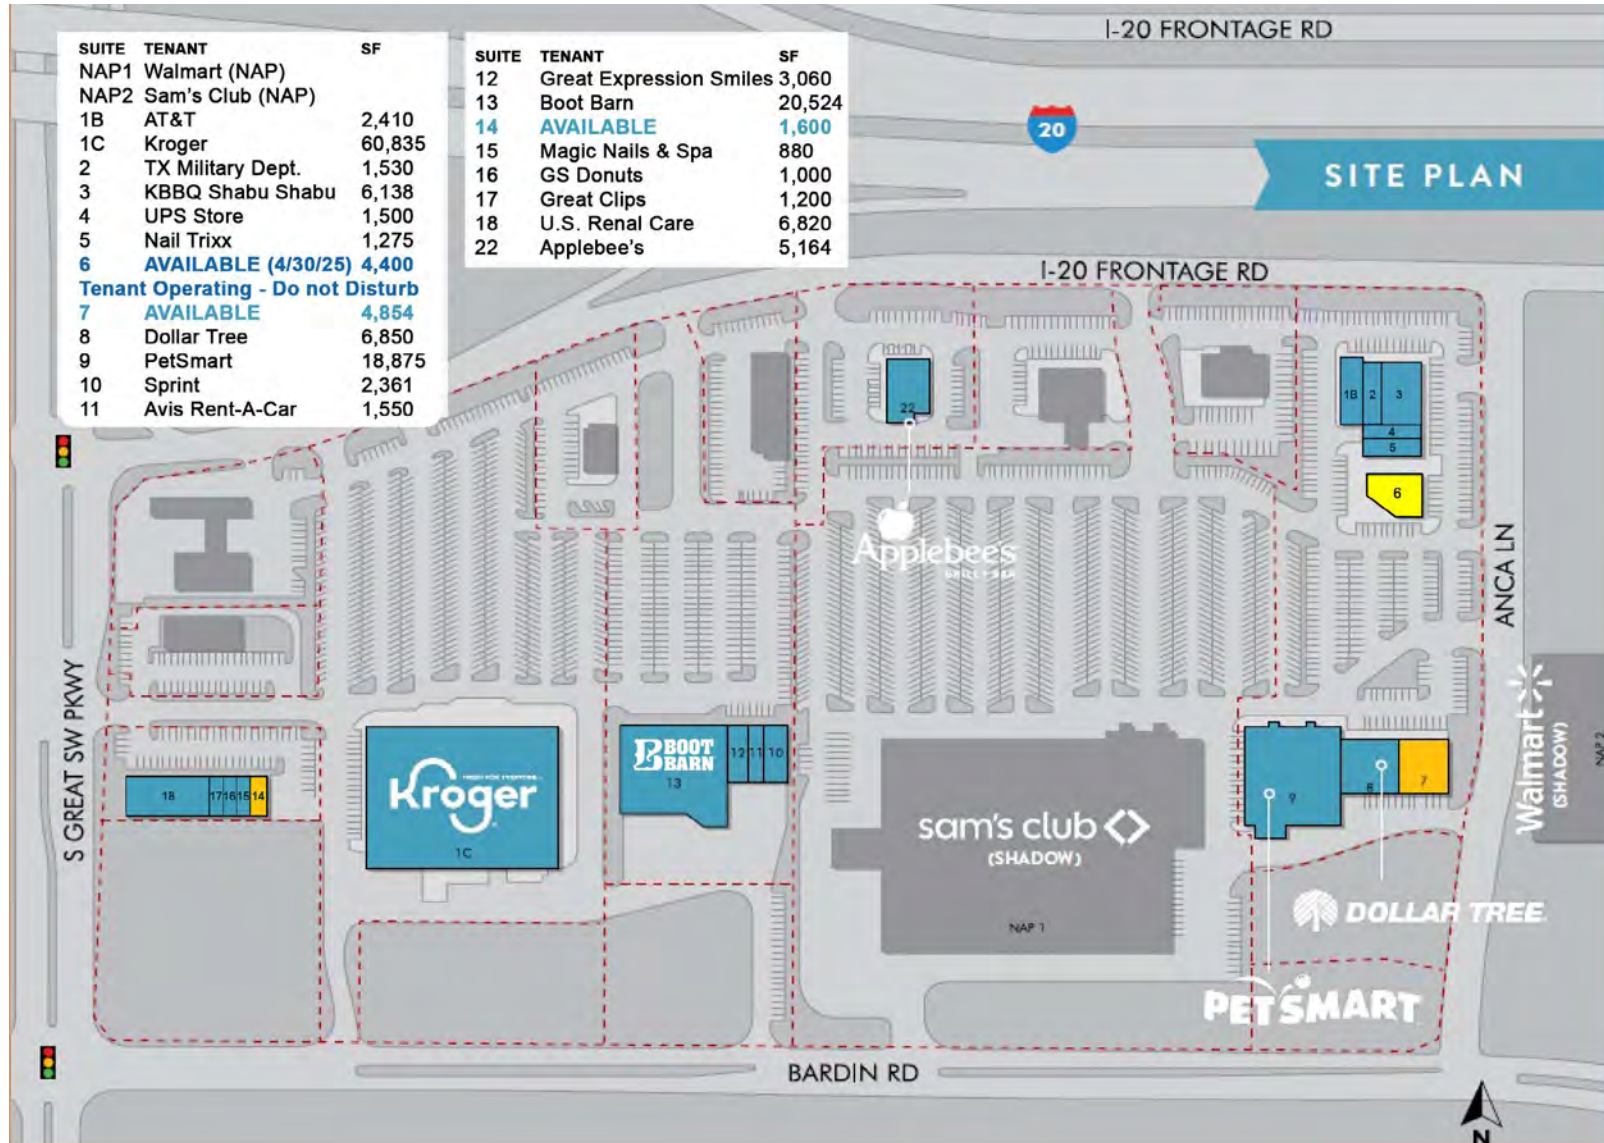 I-20 FRONTAGE RD
SUITE TENANT SF
NAP1 Walmart (NAP)
NAP2 Sam's Club (NAP)
1B AT&T 2,410
1C Kroger 60,835
2 TX Military Dept. 1,530
3 KBBQ Shabu Shabu 6,138
4 UPS Store 1,500
5 Nail Trixx 1,275
6 AVAILABLE (4/30/25) 4,400
Tenant Operating - Do not Disturb
7 AVAILABLE 4,854
8 Dollar Tree 6,850
9 PetSmart 18,875
10 Sprint 2,361
11 Avis Rent-A-Car 1,550
SUITE TENANT SF
12 Great Expression Smiles 3,060
13 Boot Barn 20,524
14 AVAILABLE 1,600
15 Magic Nails & Spa 880
16 GS Donuts 1,000
17 Great Clips 1,200
18 U.S. Renal Care 6,820
22 Applebee's 5,164
20
SITE PLAN
I-20 FRONTAGE RD
22
1B 2 3
4
5
6
Applebee's
GRILL + BAR
ANCA LN
S GREAT SW PKWY
Walmart
(SHADOW)
NAP 2
18 17 16 15 14
Kroger
1C
BOOT
BARN
13
12 11 10
sam's club
(SHADOW)
NAP 1
9 8 7
DOLLAR TREE
PETSMART
BARDIN RD
N